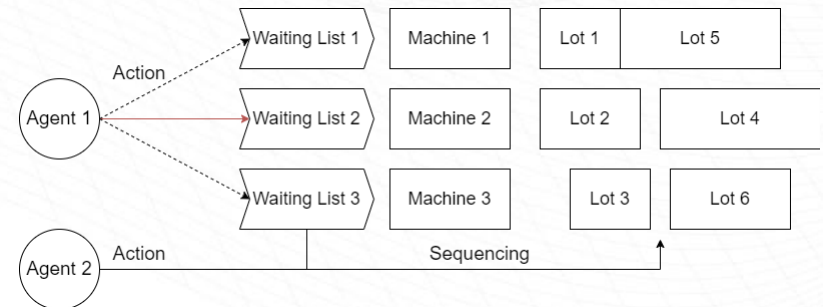 Waiting List 1
Machine 1
Lot 1
Lot 5
Action
Agent 1
Waiting List 2
Machine 2
Lot 2
Lot 4
Waiting List 3
Machine 3
Lot 3
Lot 6
Agent 2
Action
Sequencing